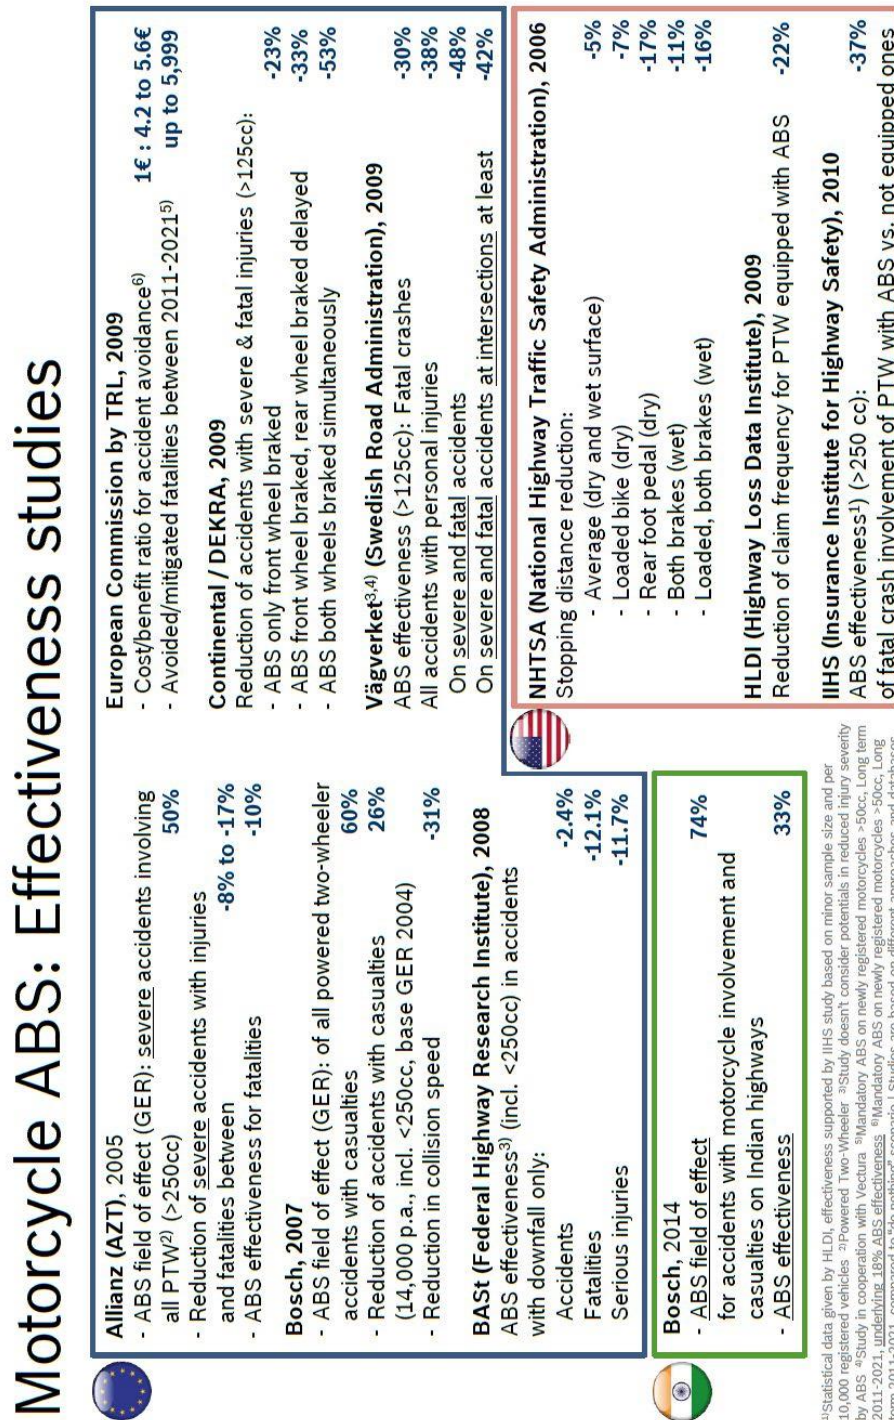 Motorcycle ABS: Effectiveness studies
Allianz (AZT), 2005
- ABS field of effect (GER): severe accidents involving
all PTW²⁾ (>250cc) 50%
- Reduction of severe accidents with injuries
and fatalities between -8% to -17%
- ABS effectiveness for fatalities -10%
Bosch, 2007
- ABS field of effect (GER): of all powered two-wheeler
accidents with casualties 60%
- Reduction of accidents with casualties 26%
(14,000 p.a., incl. <250cc, base GER 2004)
- Reduction in collision speed -31%
BASt (Federal Highway Research Institute), 2008
ABS effectiveness³⁾ (incl. <250cc) in accidents
with downfall only:
Accidents -2.4%
Fatalities -12.1%
Serious injuries -11.7%
European Commission by TRL, 2009
- Cost/benefit ratio for accident avoidance⁶⁾ 1€ : 4.2 to 5.6€
- Avoided/mitigated fatalities between 2011-2021⁵⁾ up to 5,999
Continental / DEKRA, 2009
Reduction of accidents with severe & fatal injuries (>125cc):
- ABS only front wheel braked -23%
- ABS front wheel braked, rear wheel braked delayed -33%
- ABS both wheels braked simultaneously -53%
Vägverket³,⁴⁾ (Swedish Road Administration), 2009
ABS effectiveness (>125cc): Fatal crashes -30%
All accidents with personal injuries -38%
On severe and fatal accidents -48%
On severe and fatal accidents at intersections at least -42%
Bosch, 2014
- ABS field of effect 74%
for accidents with motorcycle involvement and
casualties on Indian highways
- ABS effectiveness 33%
NHTSA (National Highway Traffic Safety Administration), 2006
Stopping distance reduction:
- Average (dry and wet surface) -5%
- Loaded bike (dry) -7%
- Rear foot pedal (dry) -17%
- Both brakes (wet) -11%
- Loaded, both brakes (wet) -16%
HLDI (Highway Loss Data Institute), 2009
Reduction of claim frequency for PTW equipped with ABS -22%
IIHS (Insurance Institute for Highway Safety), 2010
ABS effectiveness¹⁾ (>250 cc): -37%
of fatal crash involvement of PTW with ABS vs. not equipped ones
¹⁾Statistical data given by HLDI, effectiveness supported by IIHS study based on minor sample size and per
10,000 registered vehicles ²⁾Powered Two-Wheeler ³⁾Study doesn't consider potentials in reduced injury severity
by ABS ⁴⁾Study in cooperation with Vectura ⁵⁾Mandatory ABS on newly registered motorcycles >50cc, Long term
2011-2021, underlying 18% ABS effectiveness ⁶⁾Mandatory ABS on newly registered motorcycles >50cc, Long
term 2011-2021 compared to "do nothing" scenario | Studies are based on different approaches and databases